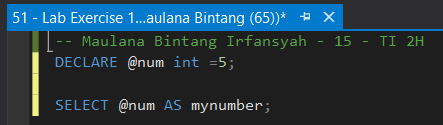 51 - Lab Exercise 1...aulana Bintang (65))*
-- Maulana Bintang Irfansyah - 15 - TI 2H
DECLARE @num int =5;
SELECT @num AS mynumber;